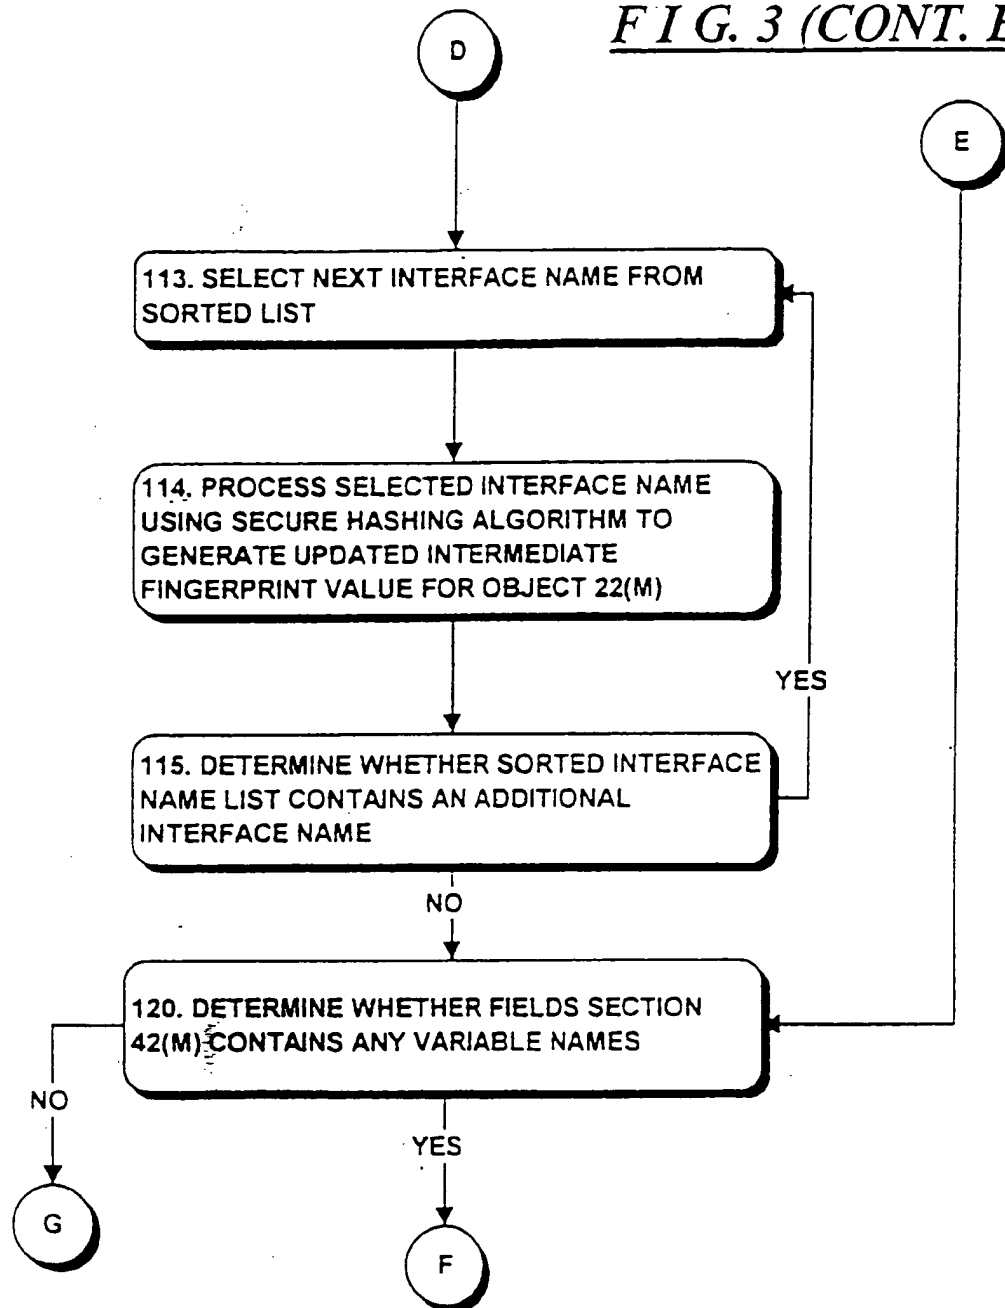 FIG. 3 (CONT. E
D
E
113. SELECT NEXT INTERFACE NAME FROM
SORTED LIST
114. PROCESS SELECTED INTERFACE NAME
USING SECURE HASHING ALGORITHM TO
GENERATE UPDATED INTERMEDIATE
FINGERPRINT VALUE FOR OBJECT 22(M)
YES
115. DETERMINE WHETHER SORTED INTERFACE
NAME LIST CONTAINS AN ADDITIONAL
INTERFACE NAME
NO
120. DETERMINE WHETHER FIELDS SECTION
42(M) CONTAINS ANY VARIABLE NAMES
NO
YES
G
F